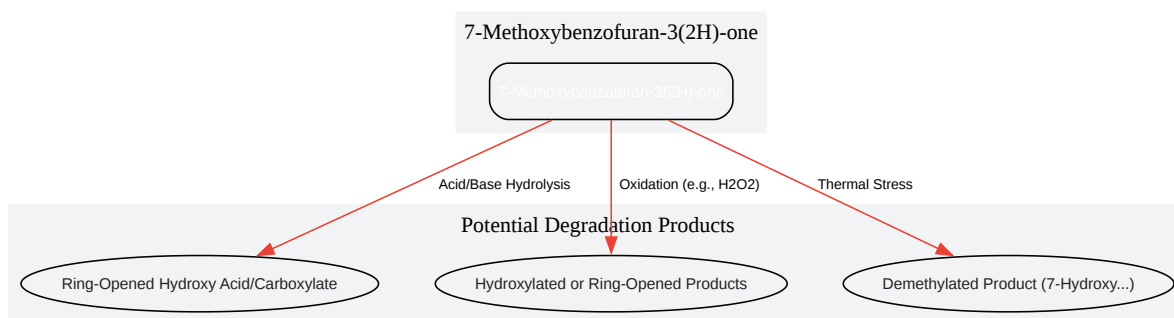 7-Methoxybenzofuran-3(2H)-one
7-Methoxybenzofuran-3(2H)-one
Acid/Base Hydrolysis
Oxidation (e.g., H2O2)
Thermal Stress
Potential Degradation Products
Ring-Opened Hydroxy Acid/Carboxylate
Hydroxylated or Ring-Opened Products
Demethylated Product (7-Hydroxy...)